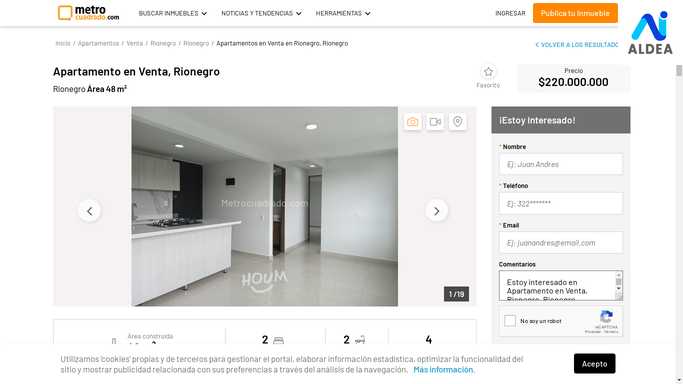 metro
cuadrado.com
BUSCAR INMUEBLES
NOTICIAS Y TENDENCIAS
HERRAMIENTAS
INGRESAR
Publica tu Inmueble
ALDEA
Inicio / Apartamentos / Venta / Rionegro / Rionegro / Apartamentos en Venta en Rionegro, Rionegro
< VOLVER A LOS RESULTADO
Apartamento en Venta, Rionegro
Rionegro Área 48 m²
Favorito
Precio
$220.000.000
Metrocuadrado.com
HOUM
1 /19
¡Estoy Interesado!
* Nombre
Ej: Juan Andres
* Teléfono
Ej: 322*******
* Email
Ej: juanandres@email.com
Comentarios
Estoy interesado en
Apartamento en Venta,
Rionegro, Rionegro
No soy un robot
reCAPTCHA
Privacidad - Términos
Área construida
2
2
4
Utilizamos 'cookies' propias y de terceros para gestionar el portal, elaborar información estadística, optimizar la funcionalidad del
sitio y mostrar publicidad relacionada con sus preferencias a través del análisis de la navegación. Más información.
Acepto